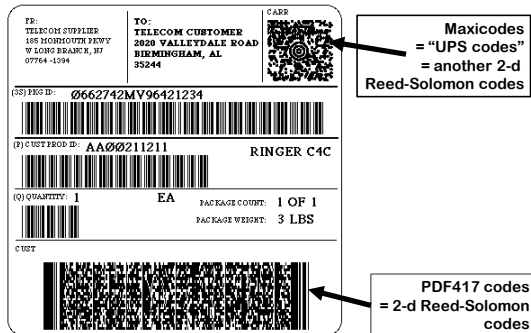 FR:
TELECOM SUPPLIER
185 MONMOUTH PKWY
W LONG BRANCH, NJ
07764 -1394
TO:
TELECOM CUSTOMER
2020 VALLEYDALE ROAD
BIRMINGHAM, AL
35244
CARR
Maxicodes
= “UPS codes”
= another 2-d
Reed-Solomon codes
(3S) PKG ID: Ø662742MV96421234
(P) CUST PROD ID: AAØØ211211
RINGER C4C
(Q) QUANTITY: 1 EA
PACKAGE COUNT: 1 OF 1
PACKAGE WEIGHT: 3 LBS
CUST
PDF417 codes
= 2-d Reed-Solomon
codes